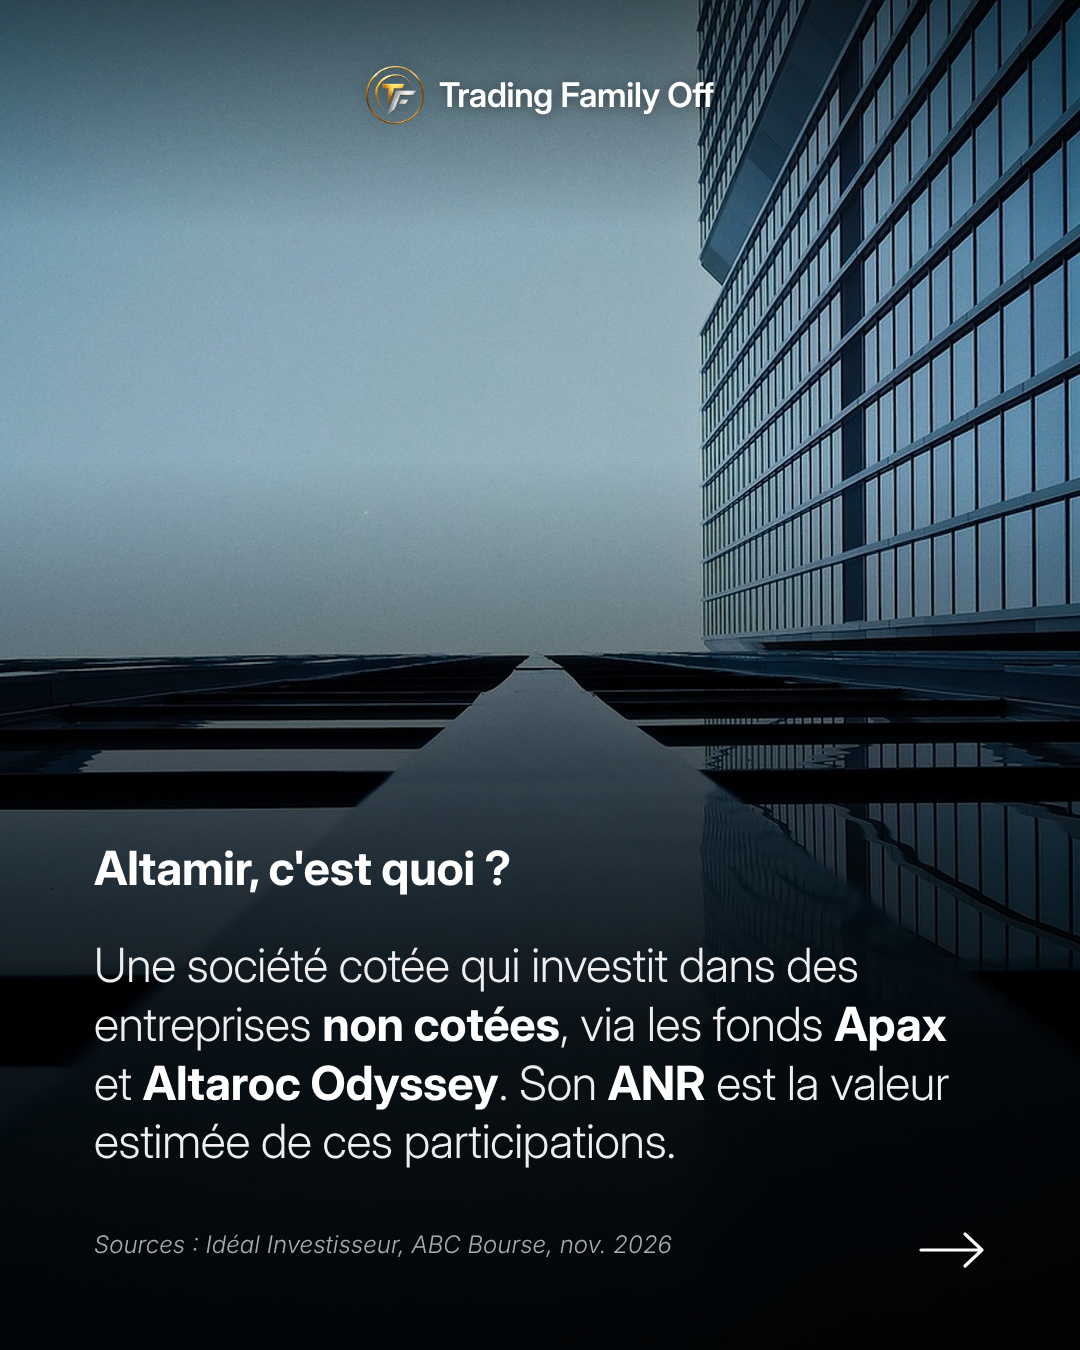 TF Trading Family Off
Altamir, c'est quoi ?
Une société cotée qui investit dans des
entreprises non cotées, via les fonds Apax
et Altaroc Odyssey. Son ANR est la valeur
estimée de ces participations.
Sources : Idéal Investisseur, ABC Bourse, nov. 2026